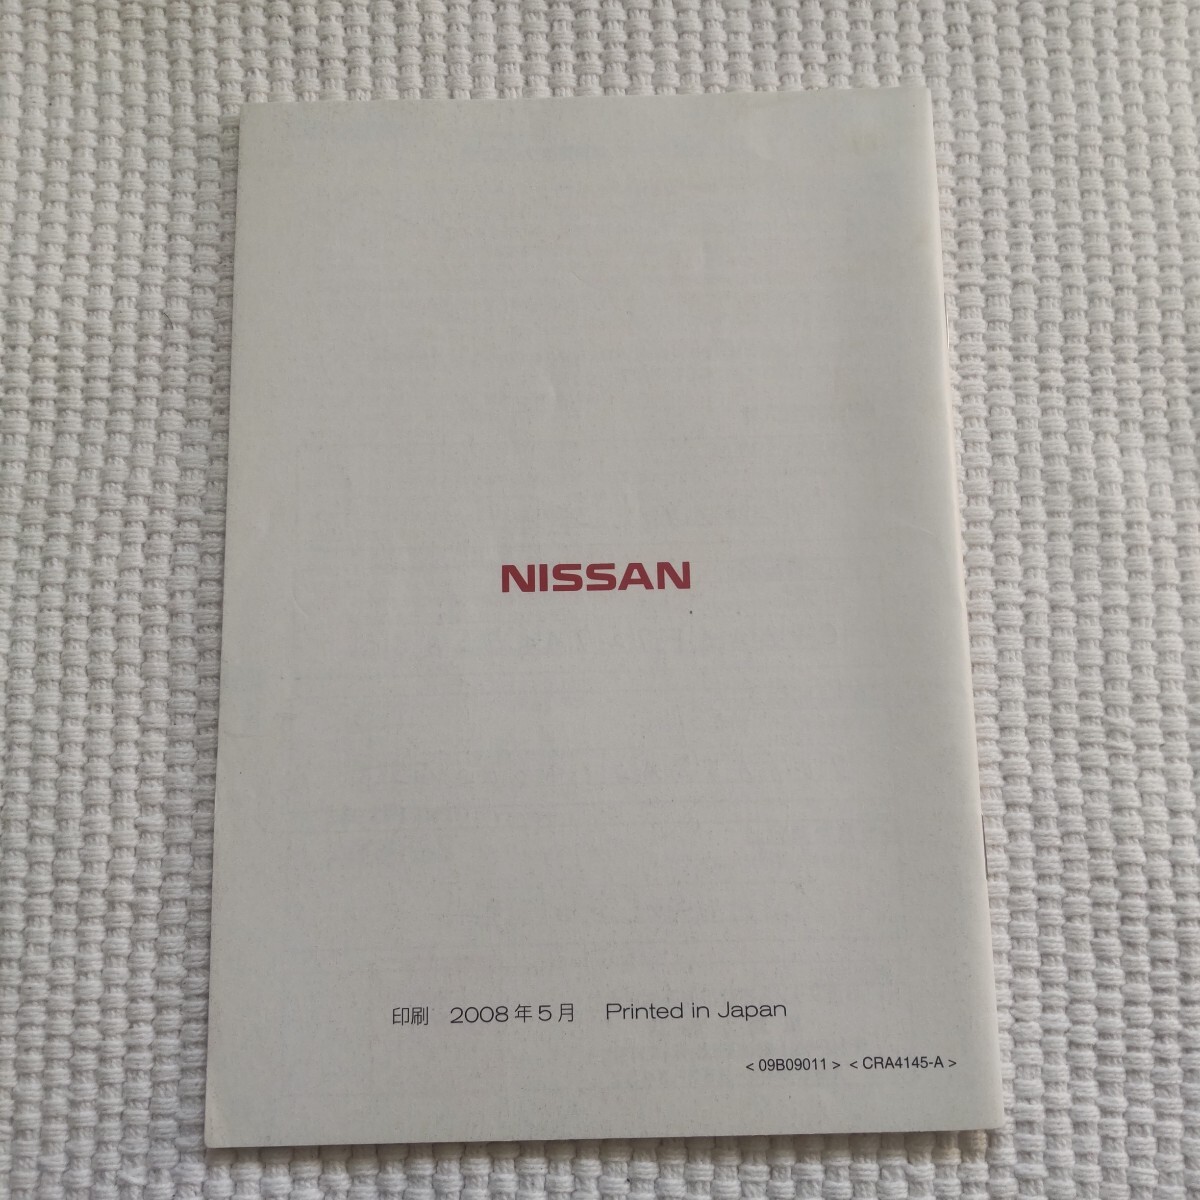 NISSAN
印刷 2008年5月 Printed in Japan
< 09B09011 > < CRA4145-A >